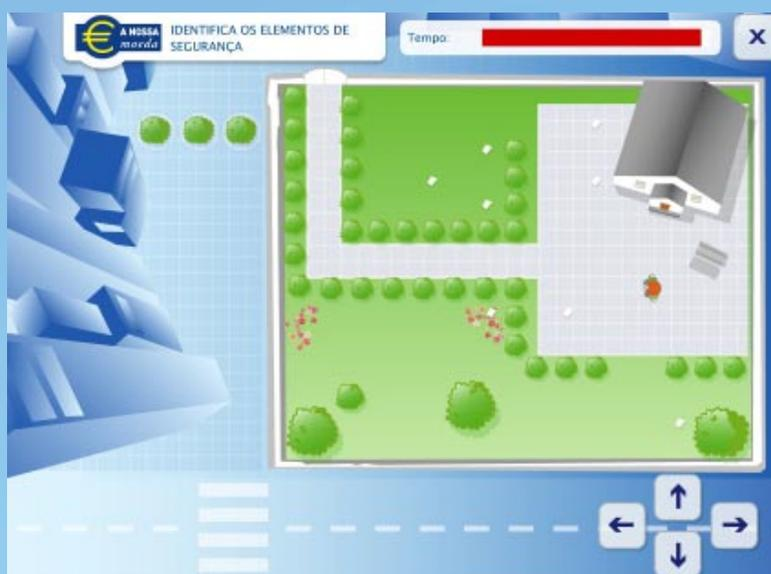 € A NOSSA
moeda
IDENTIFICA OS ELEMENTOS DE
SEGURANÇA
Tempo:
X